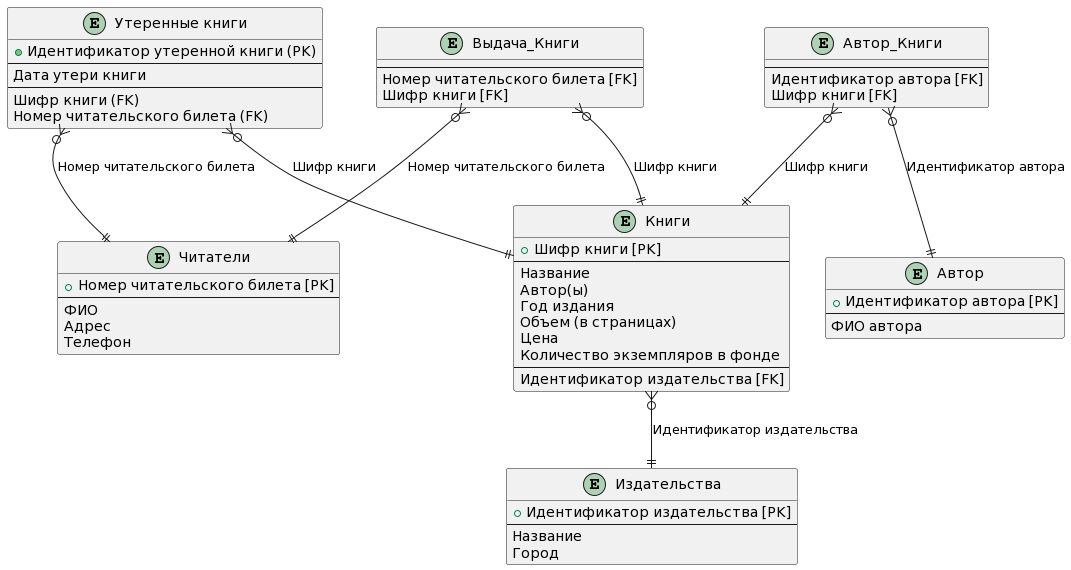 E Утеренные книги
Идентификатор утеренной книги (PK)
Дата утери книги
Шифр книги (FK)
Номер читательского билета (FK)
E Выдача_Книги
Номер читательского билета [FK]
Шифр книги [FK]
E Автор_Книги
Идентификатор автора [FK]
Шифр книги [FK]
Номер читательского билета
Шифр книги
Номер читательского билета
Шифр книги
Шифр книги
Идентификатор автора
E Читатели
Номер читательского билета [PK]
ФИО
Адрес
Телефон
E Книги
Шифр книги [PK]
Название
Автор(ы)
Год издания
Объем (в страницах)
Цена
Количество экземпляров в фонде
Идентификатор издательства [FK]
E Автор
Идентификатор автора [PK]
ФИО автора
Идентификатор издательства
E Издательства
Идентификатор издательства [PK]
Название
Город